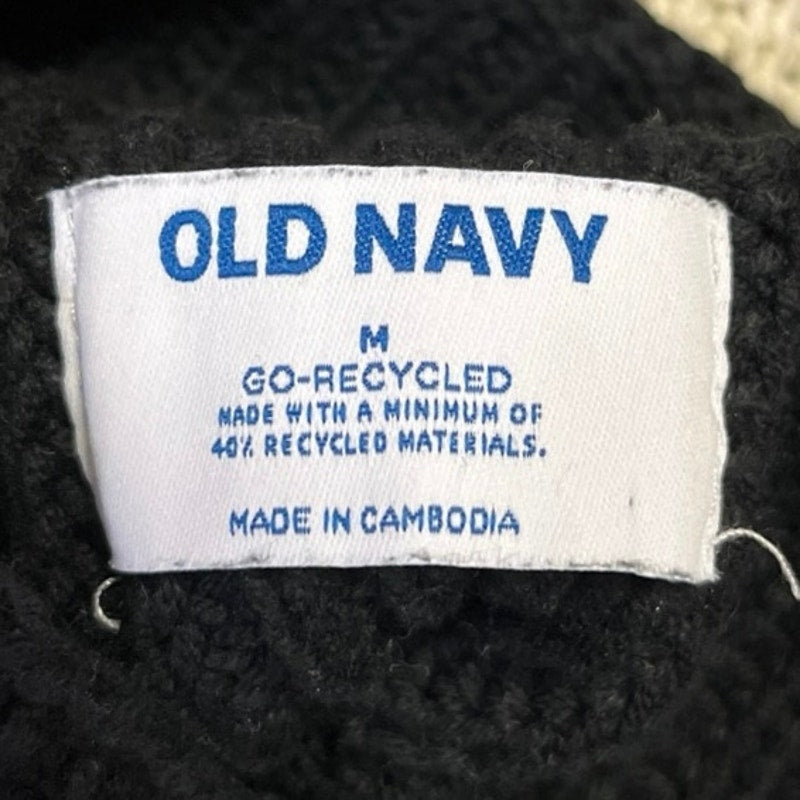 OLD NAVY
M
GO-RECYCLED
MADE WITH A MINIMUM OF
40% RECYCLED MATERIALS.
MADE IN CAMBODIA